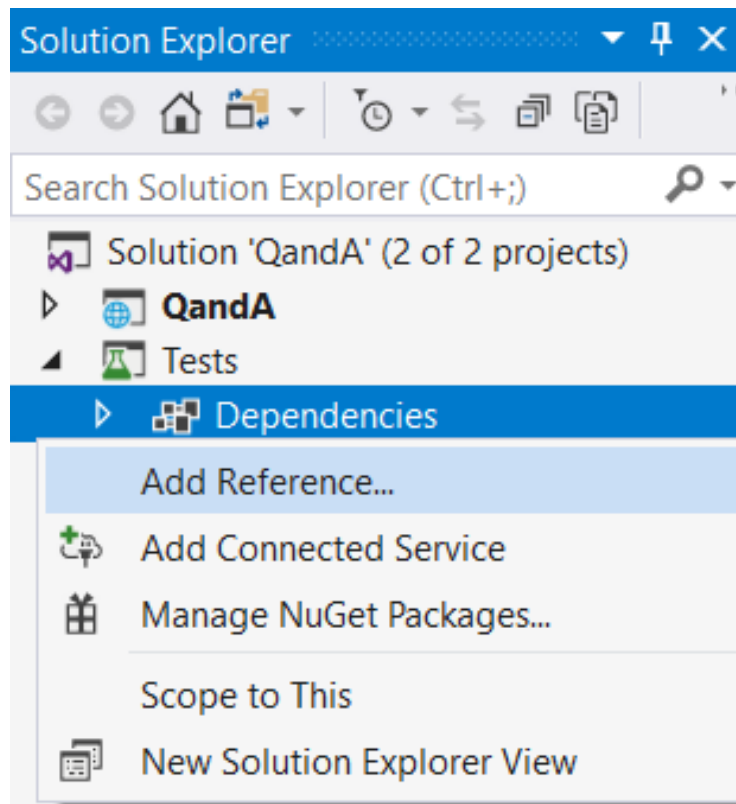 Solution Explorer
Search Solution Explorer (Ctrl+;)
Solution 'QandA' (2 of 2 projects)
QandA
Tests
Dependencies
Add Reference...
Add Connected Service
Manage NuGet Packages...
Scope to This
New Solution Explorer View